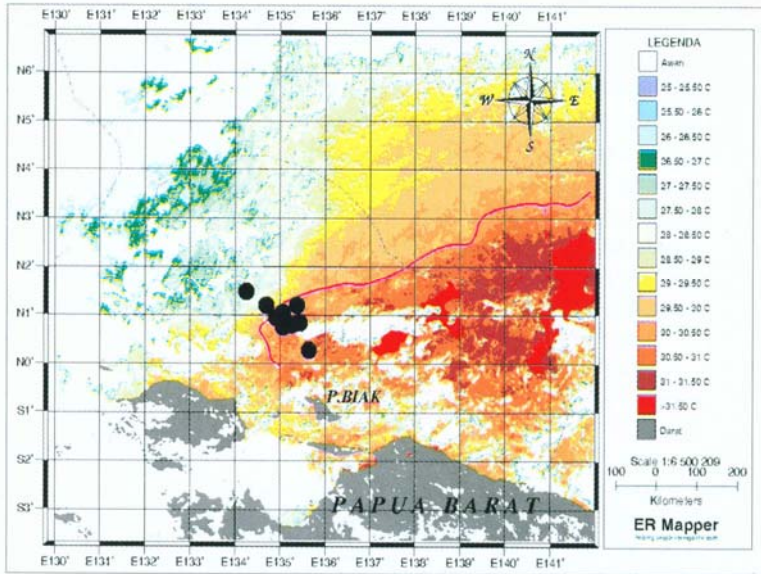 E130° E131° E132° E133° E134° E135° E136° E137° E138° E139° E140° E141°
N6°
N5°
N4°
N3°
N2°
N1°
N0°
S1°
S2°
S3°
N
W E
S
P.BIAK
PAPUA BARAT
E130° E131° E132° E133° E134° E135° E136° E137° E138° E139° E140° E141°
LEGENDA
Awan
25 - 25.50 C
25.50 - 26 C
26 - 26.50 C
26.50 - 27 C
27 - 27.50 C
27.50 - 28 C
28 - 28.50 C
28.50 - 29 C
29 - 29.50 C
29.50 - 30 C
30 - 30.50 C
30.50 - 31 C
31 - 31.50 C
>31.50 C
Darat
Scale 1:6 500 209
100 0 100 200
Kilometers
ER Mapper